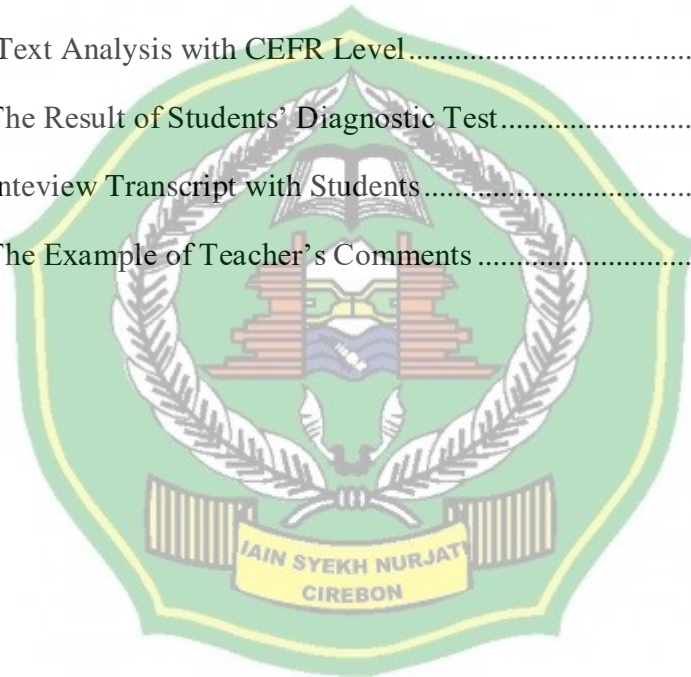 Text Analysis with CEFR Level.......................................
The Result of Students’ Diagnostic Test..........................
nteview Transcript with Students....................................
The Example of Teacher’s Comments.............................
IAIN SYEKH NURJATI
CIREBON